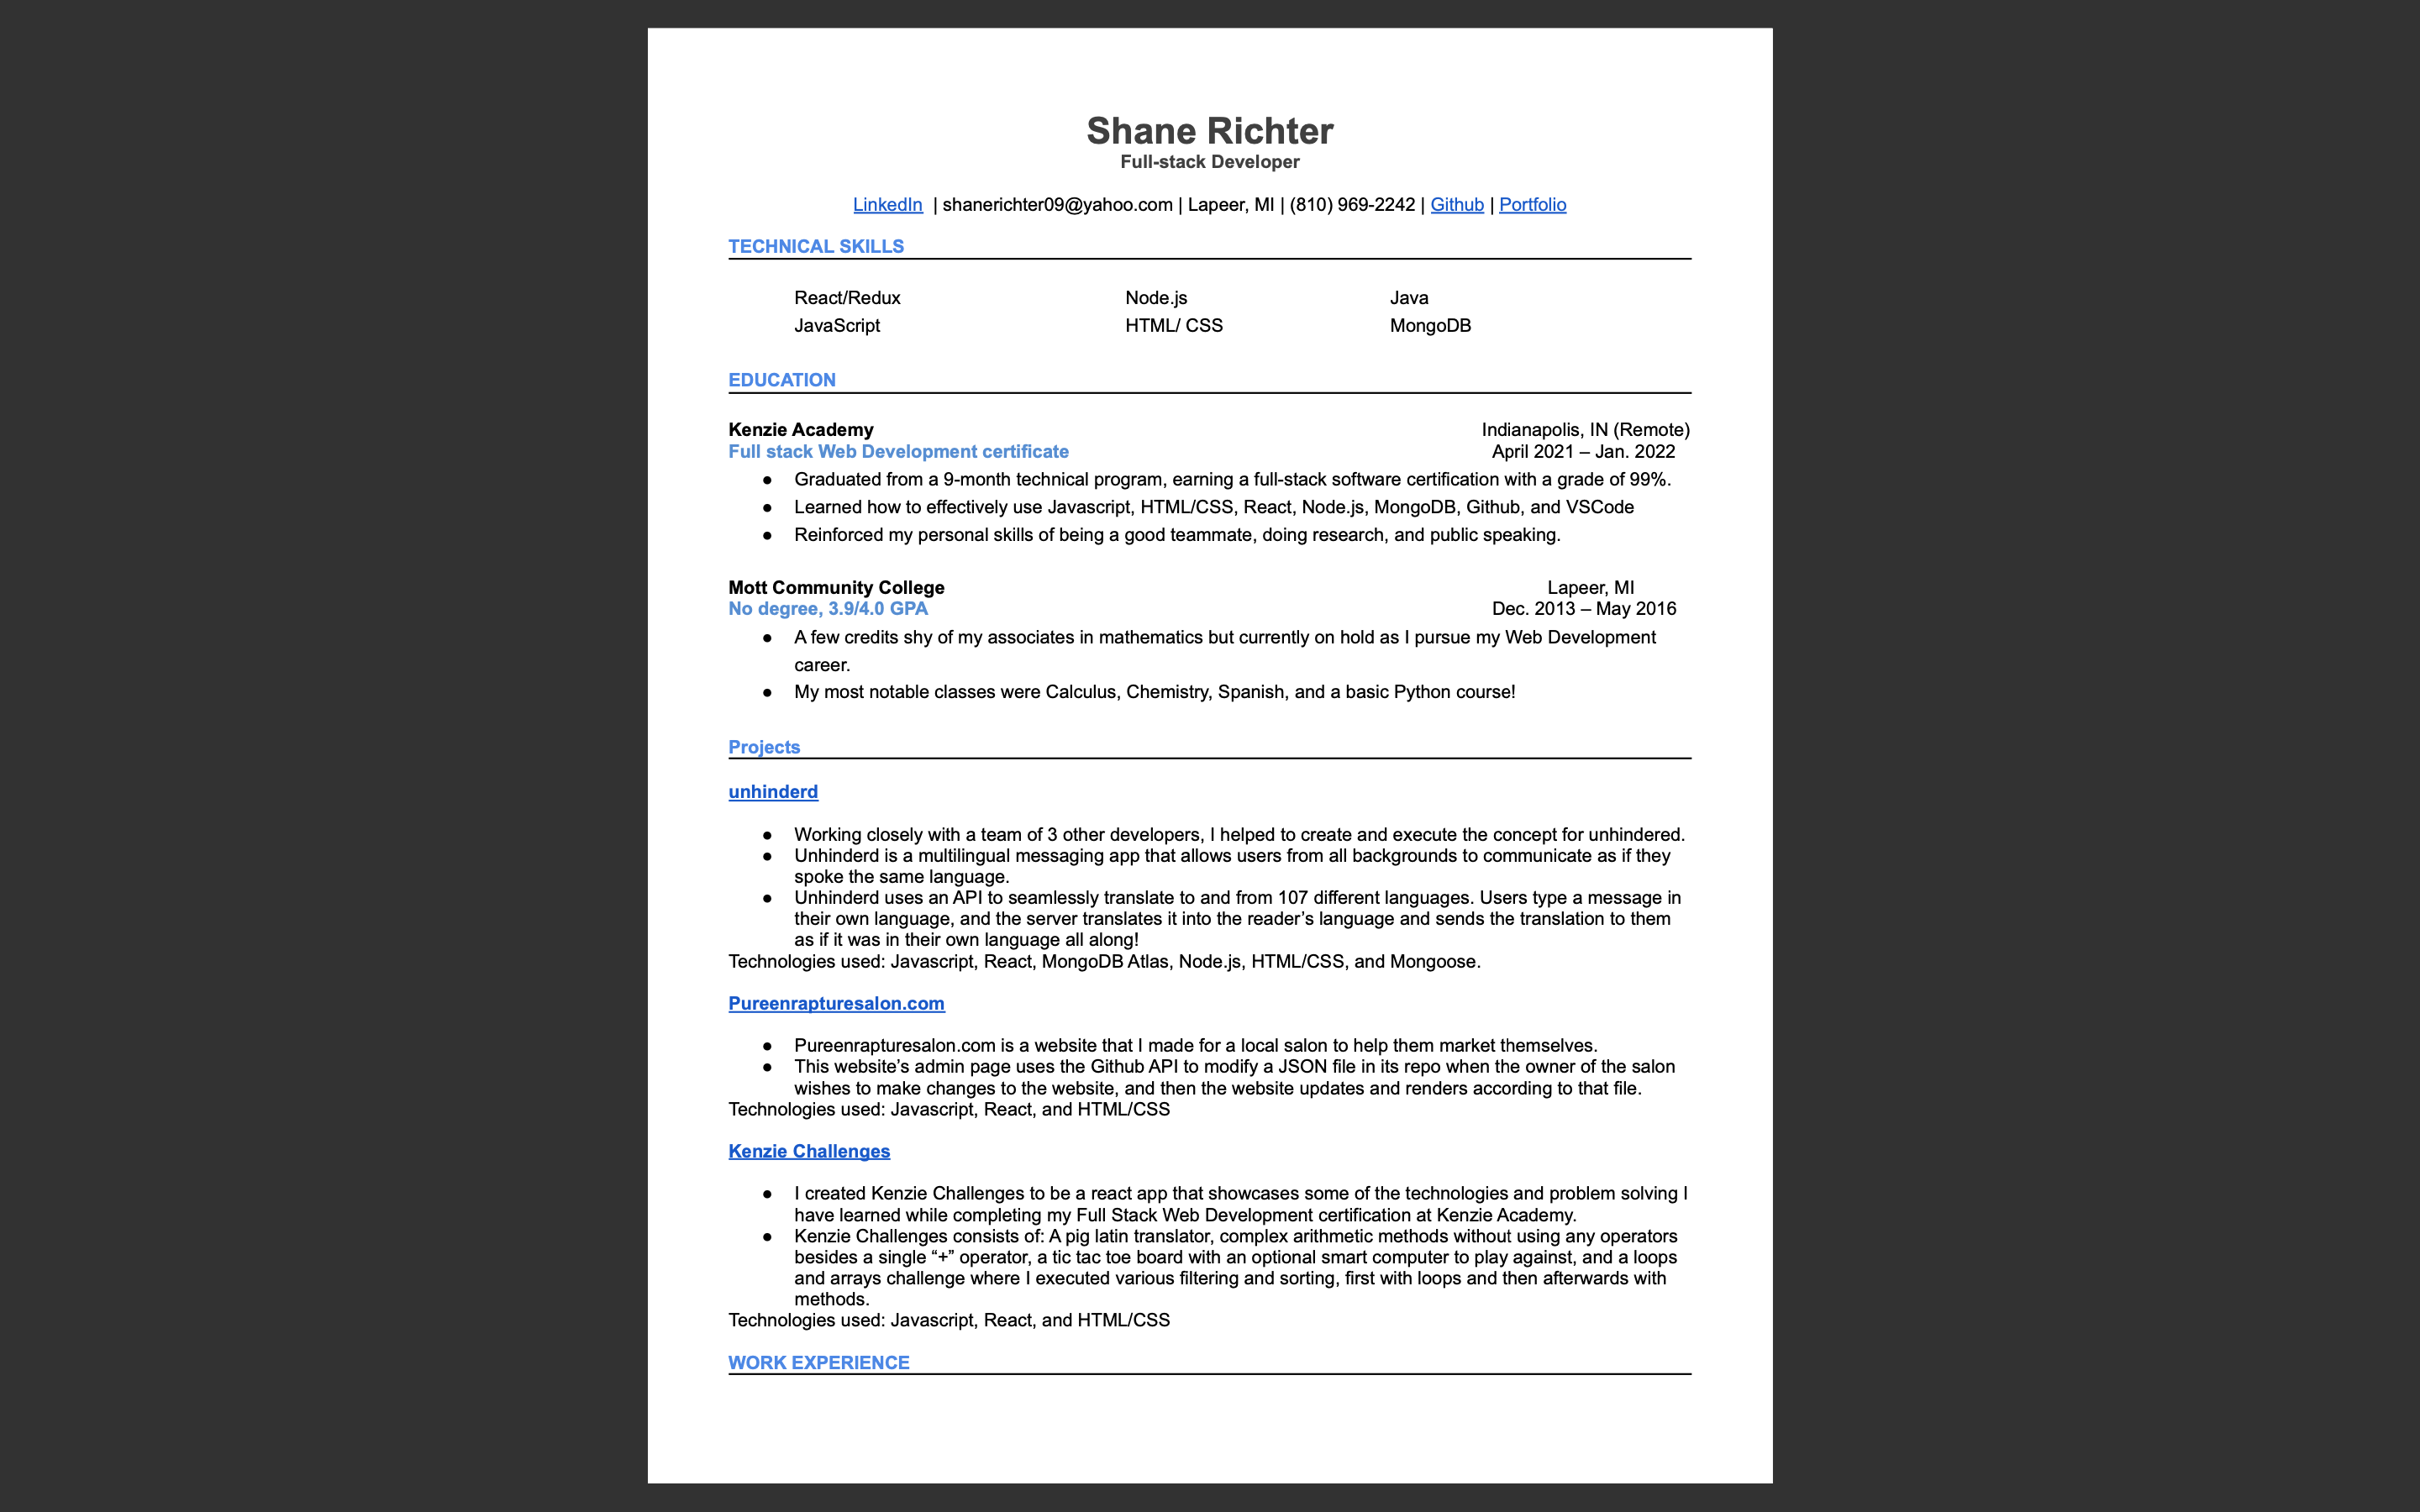 Shane Richter
Full-stack Developer
LinkedIn | shanerichter09@yahoo.com | Lapeer, MI | (810) 969-2242 | Github | Portfolio
TECHNICAL SKILLS
React/Redux Node.js Java
JavaScript HTML/ CSS MongoDB
EDUCATION
Kenzie Academy Indianapolis, IN (Remote)
Full stack Web Development certificate April 2021 – Jan. 2022
● Graduated from a 9-month technical program, earning a full-stack software certification with a grade of 99%.
● Learned how to effectively use Javascript, HTML/CSS, React, Node.js, MongoDB, Github, and VSCode
● Reinforced my personal skills of being a good teammate, doing research, and public speaking.
Mott Community College Lapeer, MI
No degree, 3.9/4.0 GPA Dec. 2013 – May 2016
● A few credits shy of my associates in mathematics but currently on hold as I pursue my Web Development
career.
● My most notable classes were Calculus, Chemistry, Spanish, and a basic Python course!
Projects
unhinderd
● Working closely with a team of 3 other developers, I helped to create and execute the concept for unhindered.
● Unhinderd is a multilingual messaging app that allows users from all backgrounds to communicate as if they
spoke the same language.
● Unhinderd uses an API to seamlessly translate to and from 107 different languages. Users type a message in
their own language, and the server translates it into the reader’s language and sends the translation to them
as if it was in their own language all along!
Technologies used: Javascript, React, MongoDB Atlas, Node.js, HTML/CSS, and Mongoose.
Pureenrapturesalon.com
● Pureenrapturesalon.com is a website that I made for a local salon to help them market themselves.
● This website’s admin page uses the Github API to modify a JSON file in its repo when the owner of the salon
wishes to make changes to the website, and then the website updates and renders according to that file.
Technologies used: Javascript, React, and HTML/CSS
Kenzie Challenges
● I created Kenzie Challenges to be a react app that showcases some of the technologies and problem solving I
have learned while completing my Full Stack Web Development certification at Kenzie Academy.
● Kenzie Challenges consists of: A pig latin translator, complex arithmetic methods without using any operators
besides a single “+” operator, a tic tac toe board with an optional smart computer to play against, and a loops
and arrays challenge where I executed various filtering and sorting, first with loops and then afterwards with
methods.
Technologies used: Javascript, React, and HTML/CSS
WORK EXPERIENCE